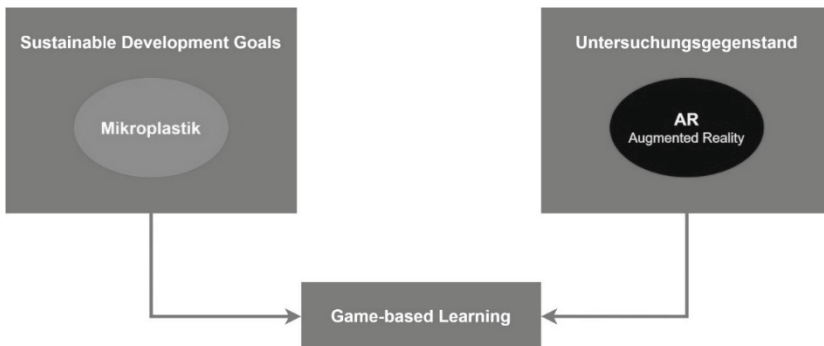 Sustainable Development Goals
Mikroplastik
Untersuchungsgegenstand
AR
Augmented Reality
Game-based Learning